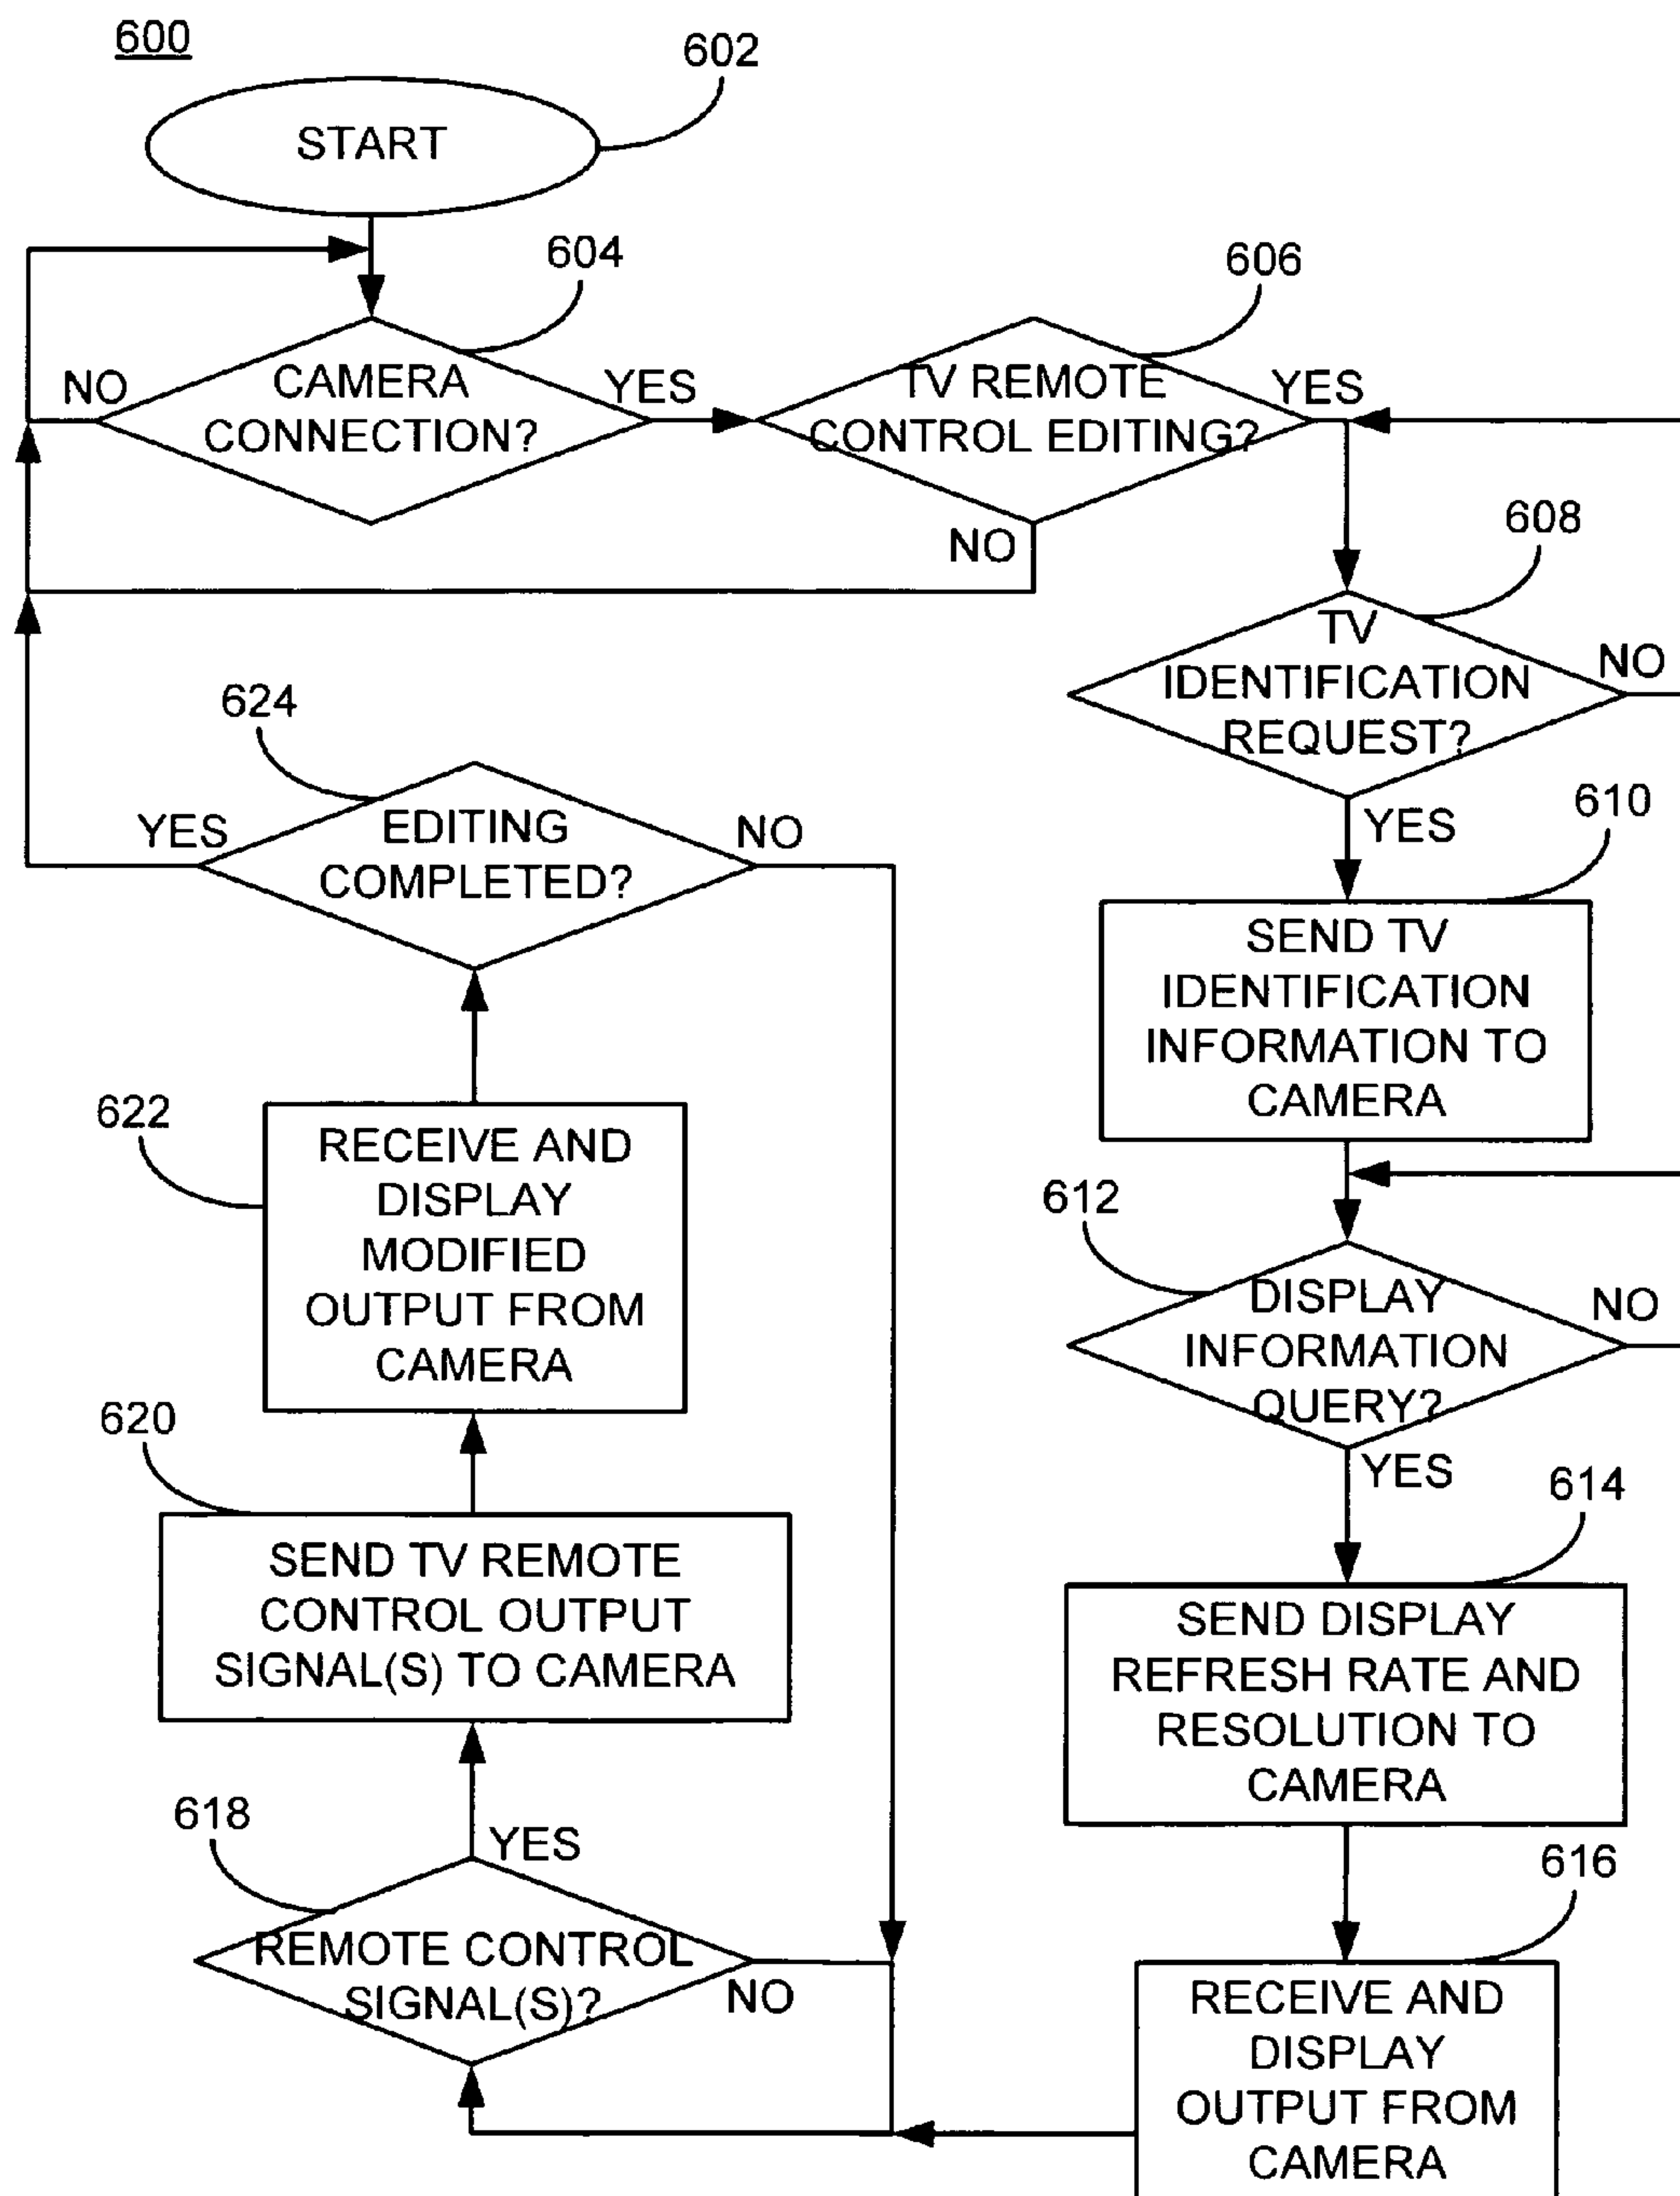 600
602
START
604
606
NO
CAMERA
CONNECTION?
YES
TV REMOTE
CONTROL EDITING?
YES
NO
608
TV
IDENTIFICATION
REQUEST?
NO
YES
610
SEND TV
IDENTIFICATION
INFORMATION TO
CAMERA
612
DISPLAY
INFORMATION
QUERY?
NO
YES
614
SEND DISPLAY
REFRESH RATE AND
RESOLUTION TO
CAMERA
616
RECEIVE AND
DISPLAY
OUTPUT FROM
CAMERA
618
REMOTE CONTROL
SIGNAL(S)?
NO
YES
620
SEND TV REMOTE
CONTROL OUTPUT
SIGNAL(S) TO CAMERA
622
RECEIVE AND
DISPLAY
MODIFIED
OUTPUT FROM
CAMERA
624
EDITING
COMPLETED?
YES
NO